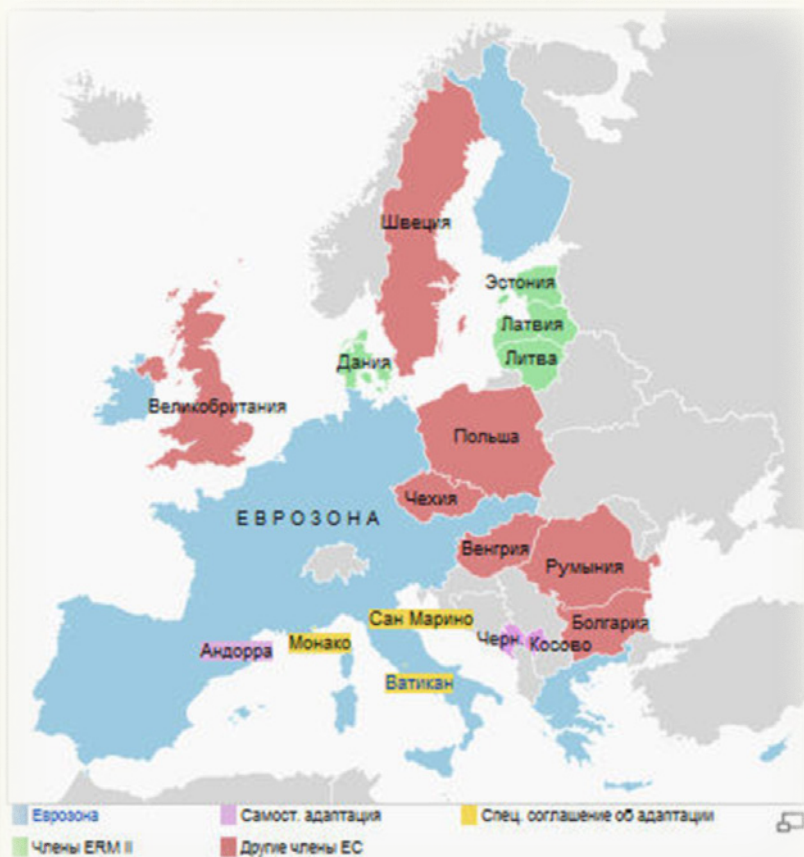 Швеция
Эстония
Латвия
Литва
Дания
Великобритания
Польша
Чехия
ЕВРОЗОНА
Венгрия
Румыния
Сан Марино
Болгария
Черн.
Косово
Андорра
Монако
Ватикан
Еврозона
Самост. адаптация
Спец. соглашение об адаптации
Члены ERM II
Другие члены ЕС